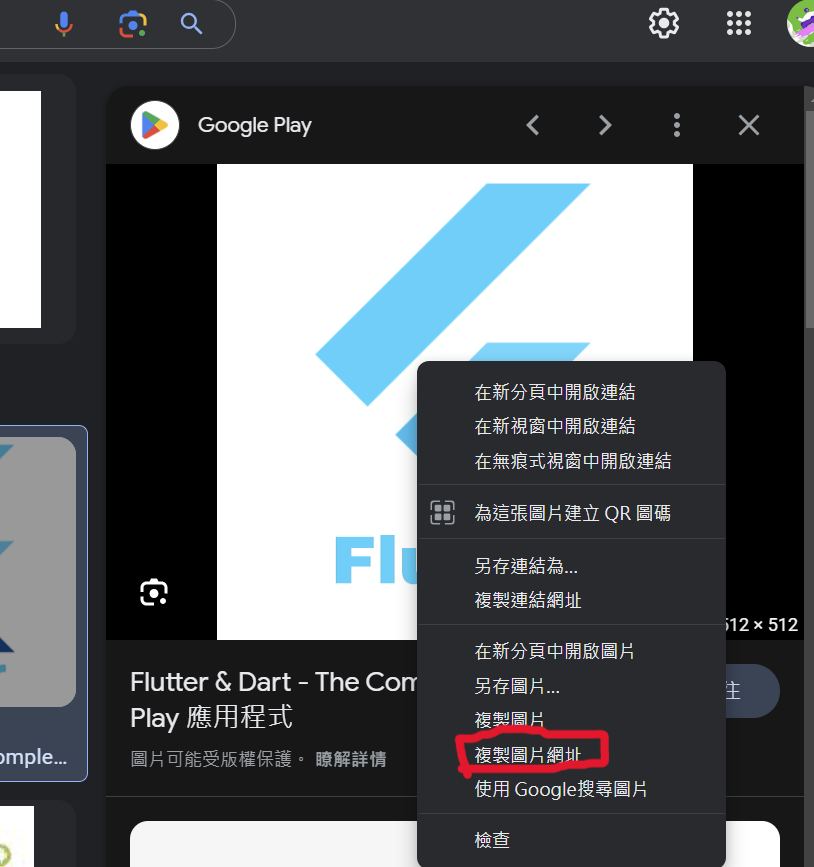 Google Play
Flu
512 × 512
Flutter & Dart - The Com
Play 應用程式
圖片可能受版權保護。 瞭解詳情
omple...
在新分頁中開啟連結
在新視窗中開啟連結
在無痕式視窗中開啟連結
為這張圖片建立 QR 圖碼
另存連結為...
複製連結網址
在新分頁中開啟圖片
另存圖片...
複製圖片
複製圖片網址
使用 Google搜尋圖片
檢查